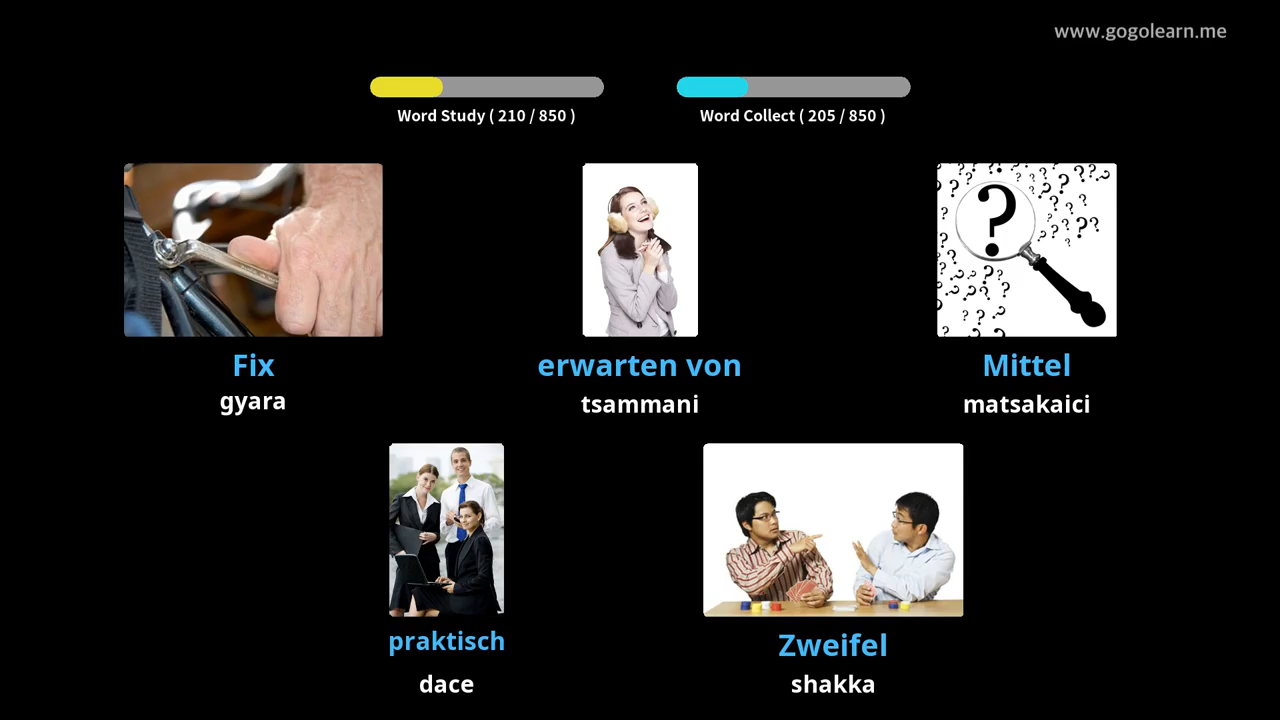 www.gogolearn.me
Word Study ( 210 / 850 )
Word Collect ( 205 / 850 )
Fix
gyara
erwarten von
tsammani
Mittel
matsakaici
praktisch
dace
Zweifel
shakka